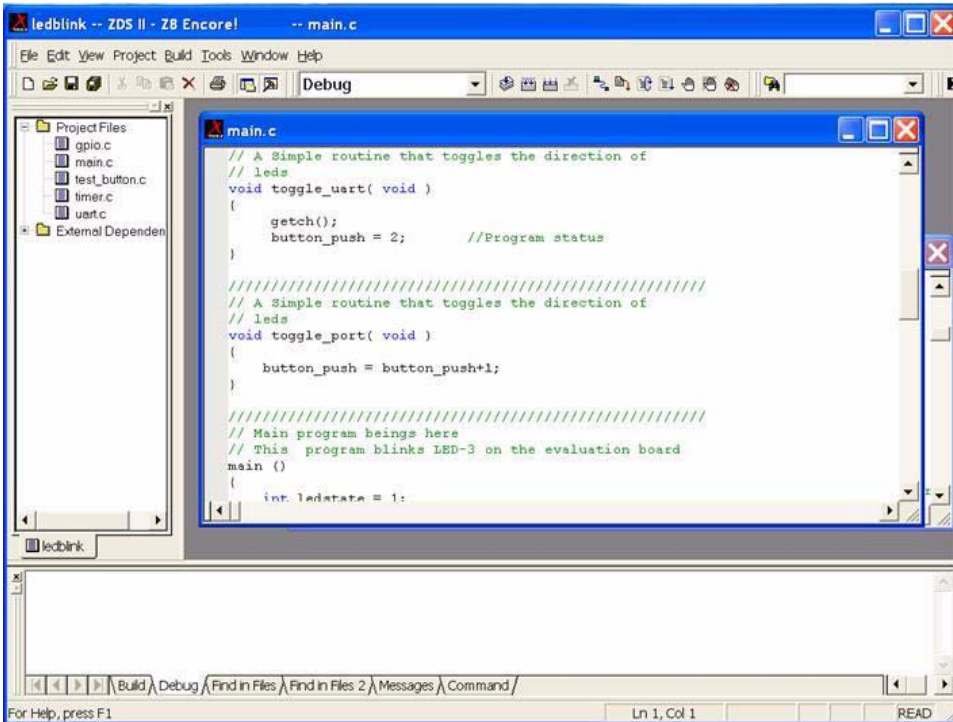 ledblink -- ZDS II - Z8 Encore! -- main.c
File Edit View Project Build Tools Window Help
Debug
Project Files
gpio.c
main.c
test_button.c
timer.c
uart.c
External Dependen
ledblink
main.c
// A Simple routine that toggles the direction of
// leds
void toggle_uart( void )
{
getch();
button_push = 2; //Program status
}
/////////////////////////////////////////////////////////
// A Simple routine that toggles the direction of
// leds
void toggle_port( void )
{
button_push = button_push+1;
}
/////////////////////////////////////////////////////////
// Main program beings here
// This program blinks LED-3 on the evaluation board
main ()
{
int ledstate = 1;
Build Debug Find in Files Find in Files 2 Messages Command
For Help, press F1
Ln 1, Col 1
READ